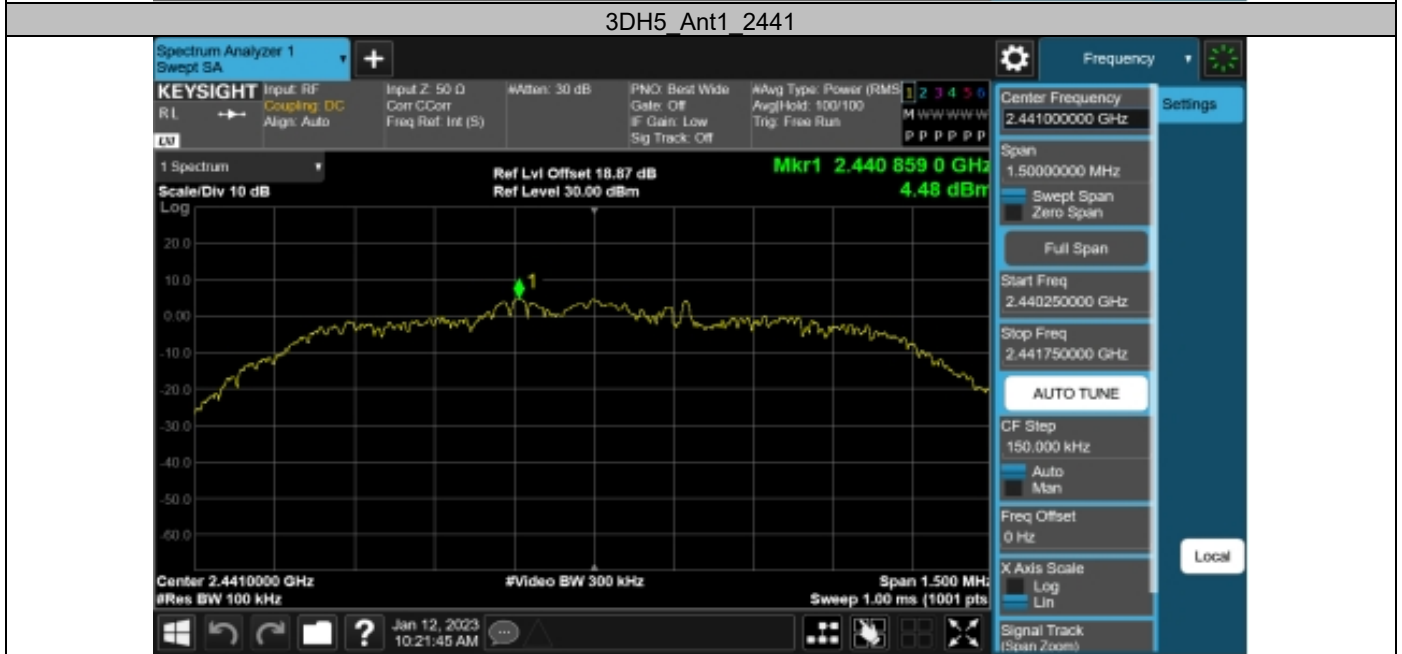 3DH5_Ant1_2441
Spectrum Analyzer 1
Swept SA
Frequency
KEYSIGHT
RL
LXI
Input: RF
Coupling: DC
Align: Auto
Input Z: 50 Ω
Corr CCorr
Freq Ref: Int (S)
#Atten: 30 dB
PNO: Best Wide
Gate: Off
IF Gain: Low
Sig Track: Off
#Avg Type: Power (RMS
Avg|Hold: 100/100
Trig: Free Run
1 2 3 4 5 6
M W W W W W
P P P P P P
Center Frequency
2.441000000 GHz
Settings
1 Spectrum
Scale/Div 10 dB
Ref Lvl Offset 18.87 dB
Ref Level 30.00 dBm
Mkr1 2.440 859 0 GHz
4.48 dBm
Span
1.50000000 MHz
Swept Span
Zero Span
Full Span
Start Freq
2.440250000 GHz
Stop Freq
2.441750000 GHz
AUTO TUNE
CF Step
150.000 kHz
Auto
Man
Freq Offset
0 Hz
X Axis Scale
Log
Lin
Signal Track
(Span Zoom)
Local
Log
20.0
10.0
0.00
-10.0
-20.0
-30.0
-40.0
-50.0
-60.0
1
Center 2.4410000 GHz
#Res BW 100 kHz
#Video BW 300 kHz
Span 1.500 MHz
Sweep 1.00 ms (1001 pts
?
Jan 12, 2023
10:21:45 AM